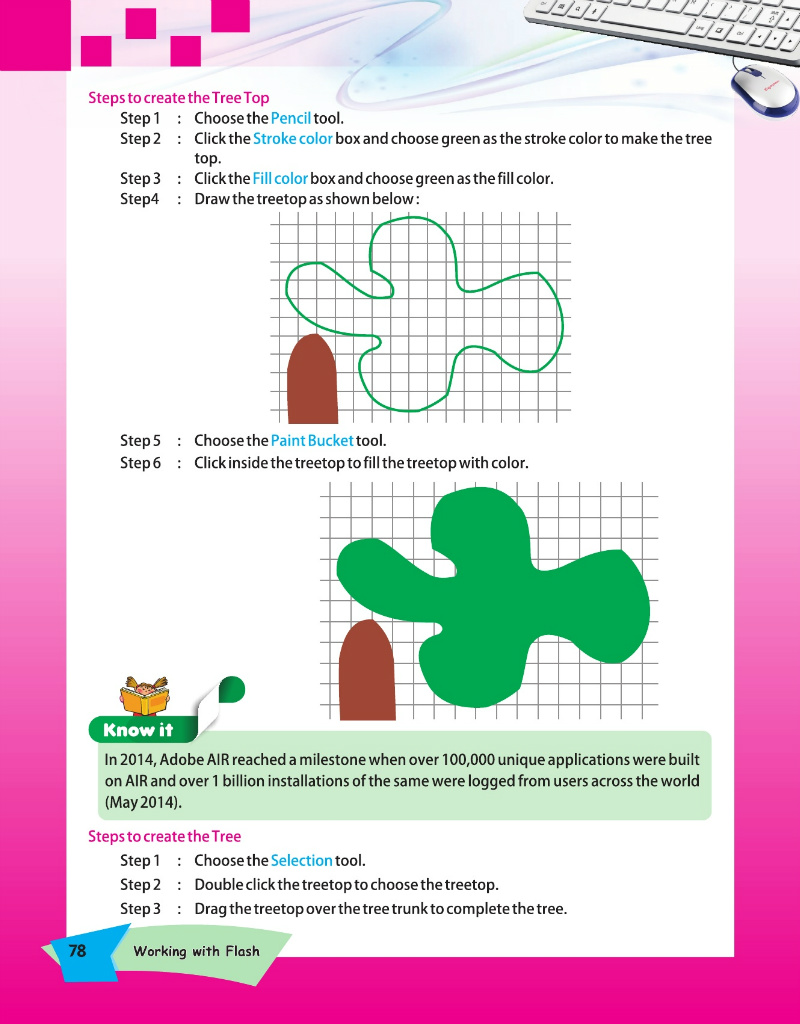 Steps to create the Tree Top
Step 1 : Choose the Pencil tool.
Step 2 : Click the Stroke color box and choose green as the stroke color to make the tree
top.
Step 3 : Click the Fill color box and choose green as the fill color.
Step4 : Draw the treetop as shown below :
Step 5 : Choose the Paint Bucket tool.
Step 6 : Click inside the treetop to fill the treetop with color.
Know it
In 2014, Adobe AIR reached a milestone when over 100,000 unique applications were built
on AIR and over 1 billion installations of the same were logged from users across the world
(May 2014).
Steps to create the Tree
Step 1 : Choose the Selection tool.
Step 2 : Double click the treetop to choose the treetop.
Step 3 : Drag the treetop over the tree trunk to complete the tree.
78 Working with Flash